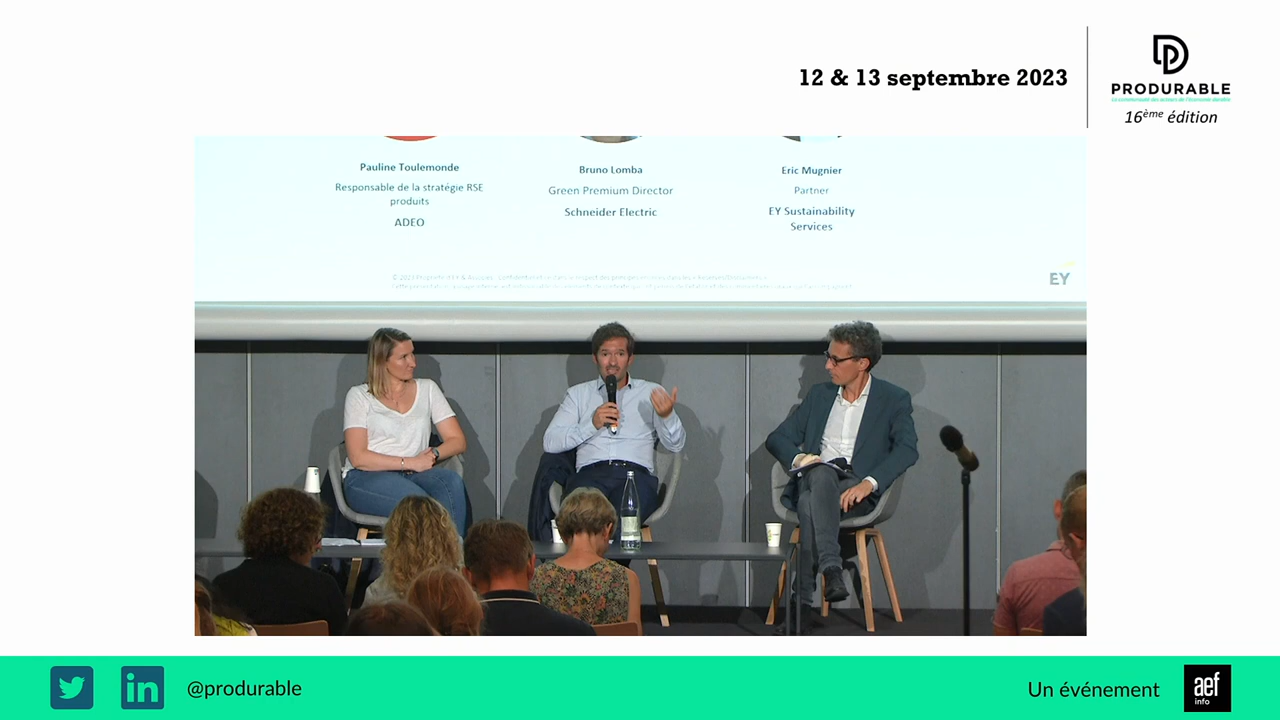 12 & 13 septembre 2023
PRODURABLE
16ème édition
Pauline Toulemonde
Responsable de la stratégie RSE
produits
ADEO
Bruno Lomba
Green Premium Director
Schneider Electric
Eric Mugnier
Partner
EY Sustainability
Services
EY
@produrable
Un événement
aef
info